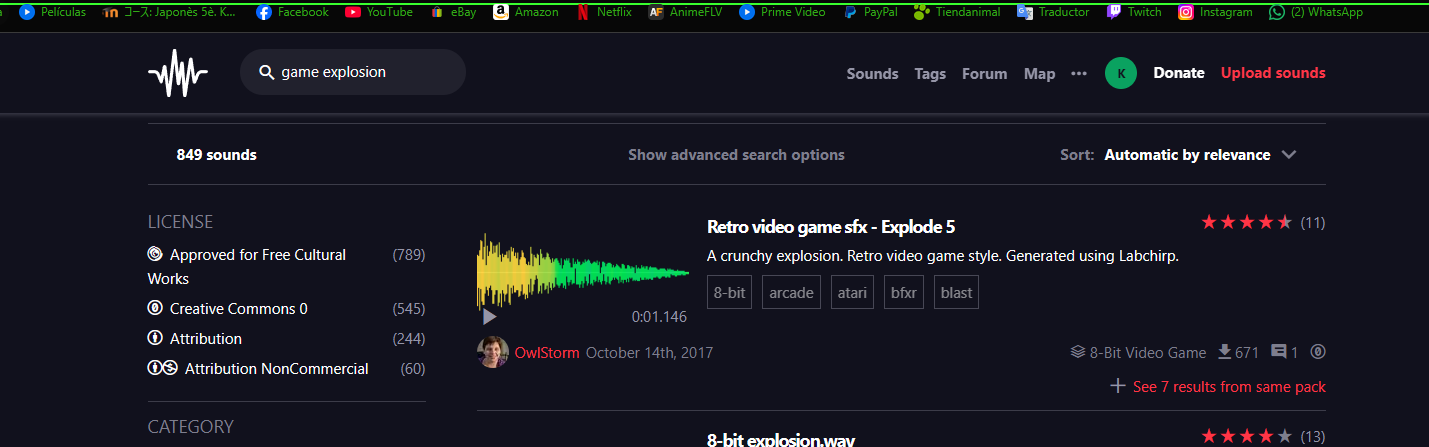 Películas コース: Japonès 5è. K... Facebook YouTube eBay Amazon Netflix AnimeFLV Prime Video PayPal Tiendanimal Traductor Twitch Instagram (2) WhatsApp
game explosion Sounds Tags Forum Map ••• K Donate Upload sounds
849 sounds Show advanced search options Sort: Automatic by relevance
LICENSE
Approved for Free Cultural Works (789)
Creative Commons 0 (545)
Attribution (244)
Attribution NonCommercial (60)
CATEGORY
Retro video game sfx - Explode 5 (11)
A crunchy explosion. Retro video game style. Generated using Labchirp.
8-bit arcade atari bfxr blast
0:01.146
OwlStorm October 14th, 2017 8-Bit Video Game 671 1
See 7 results from same pack
8-bit explosion.wav (13)